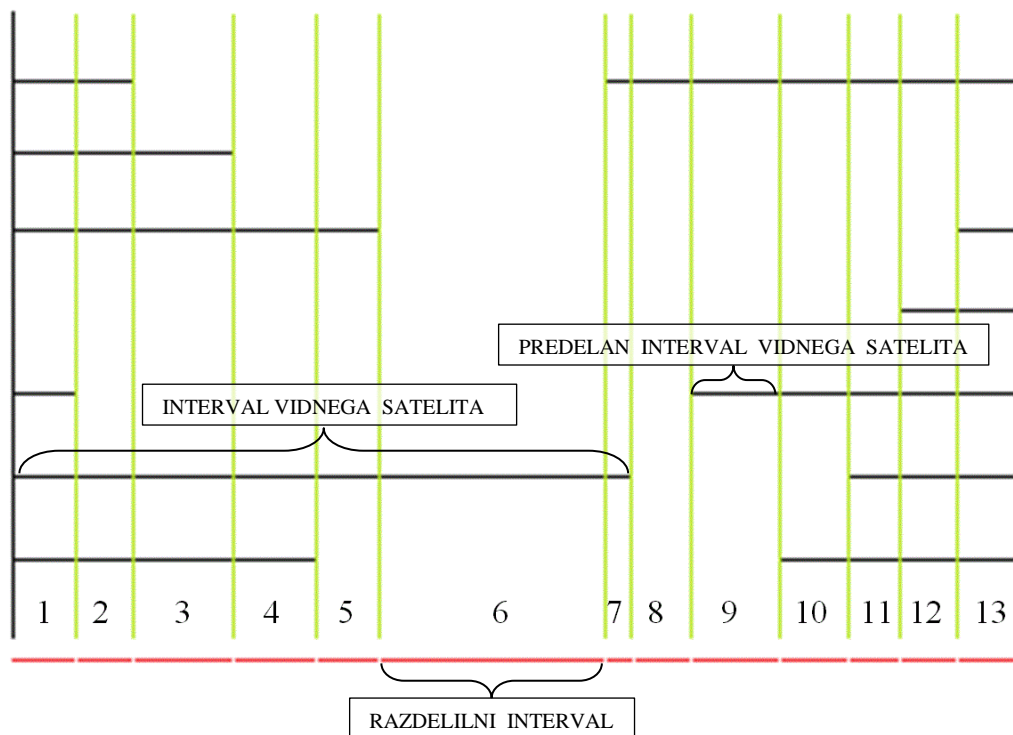 PREDELAN INTERVAL VIDNEGA SATELITA
INTERVAL VIDNEGA SATELITA
1 2 3 4 5 6 7 8 9 10 11 12 13
RAZDELILNI INTERVAL